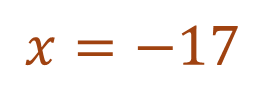 x = −17